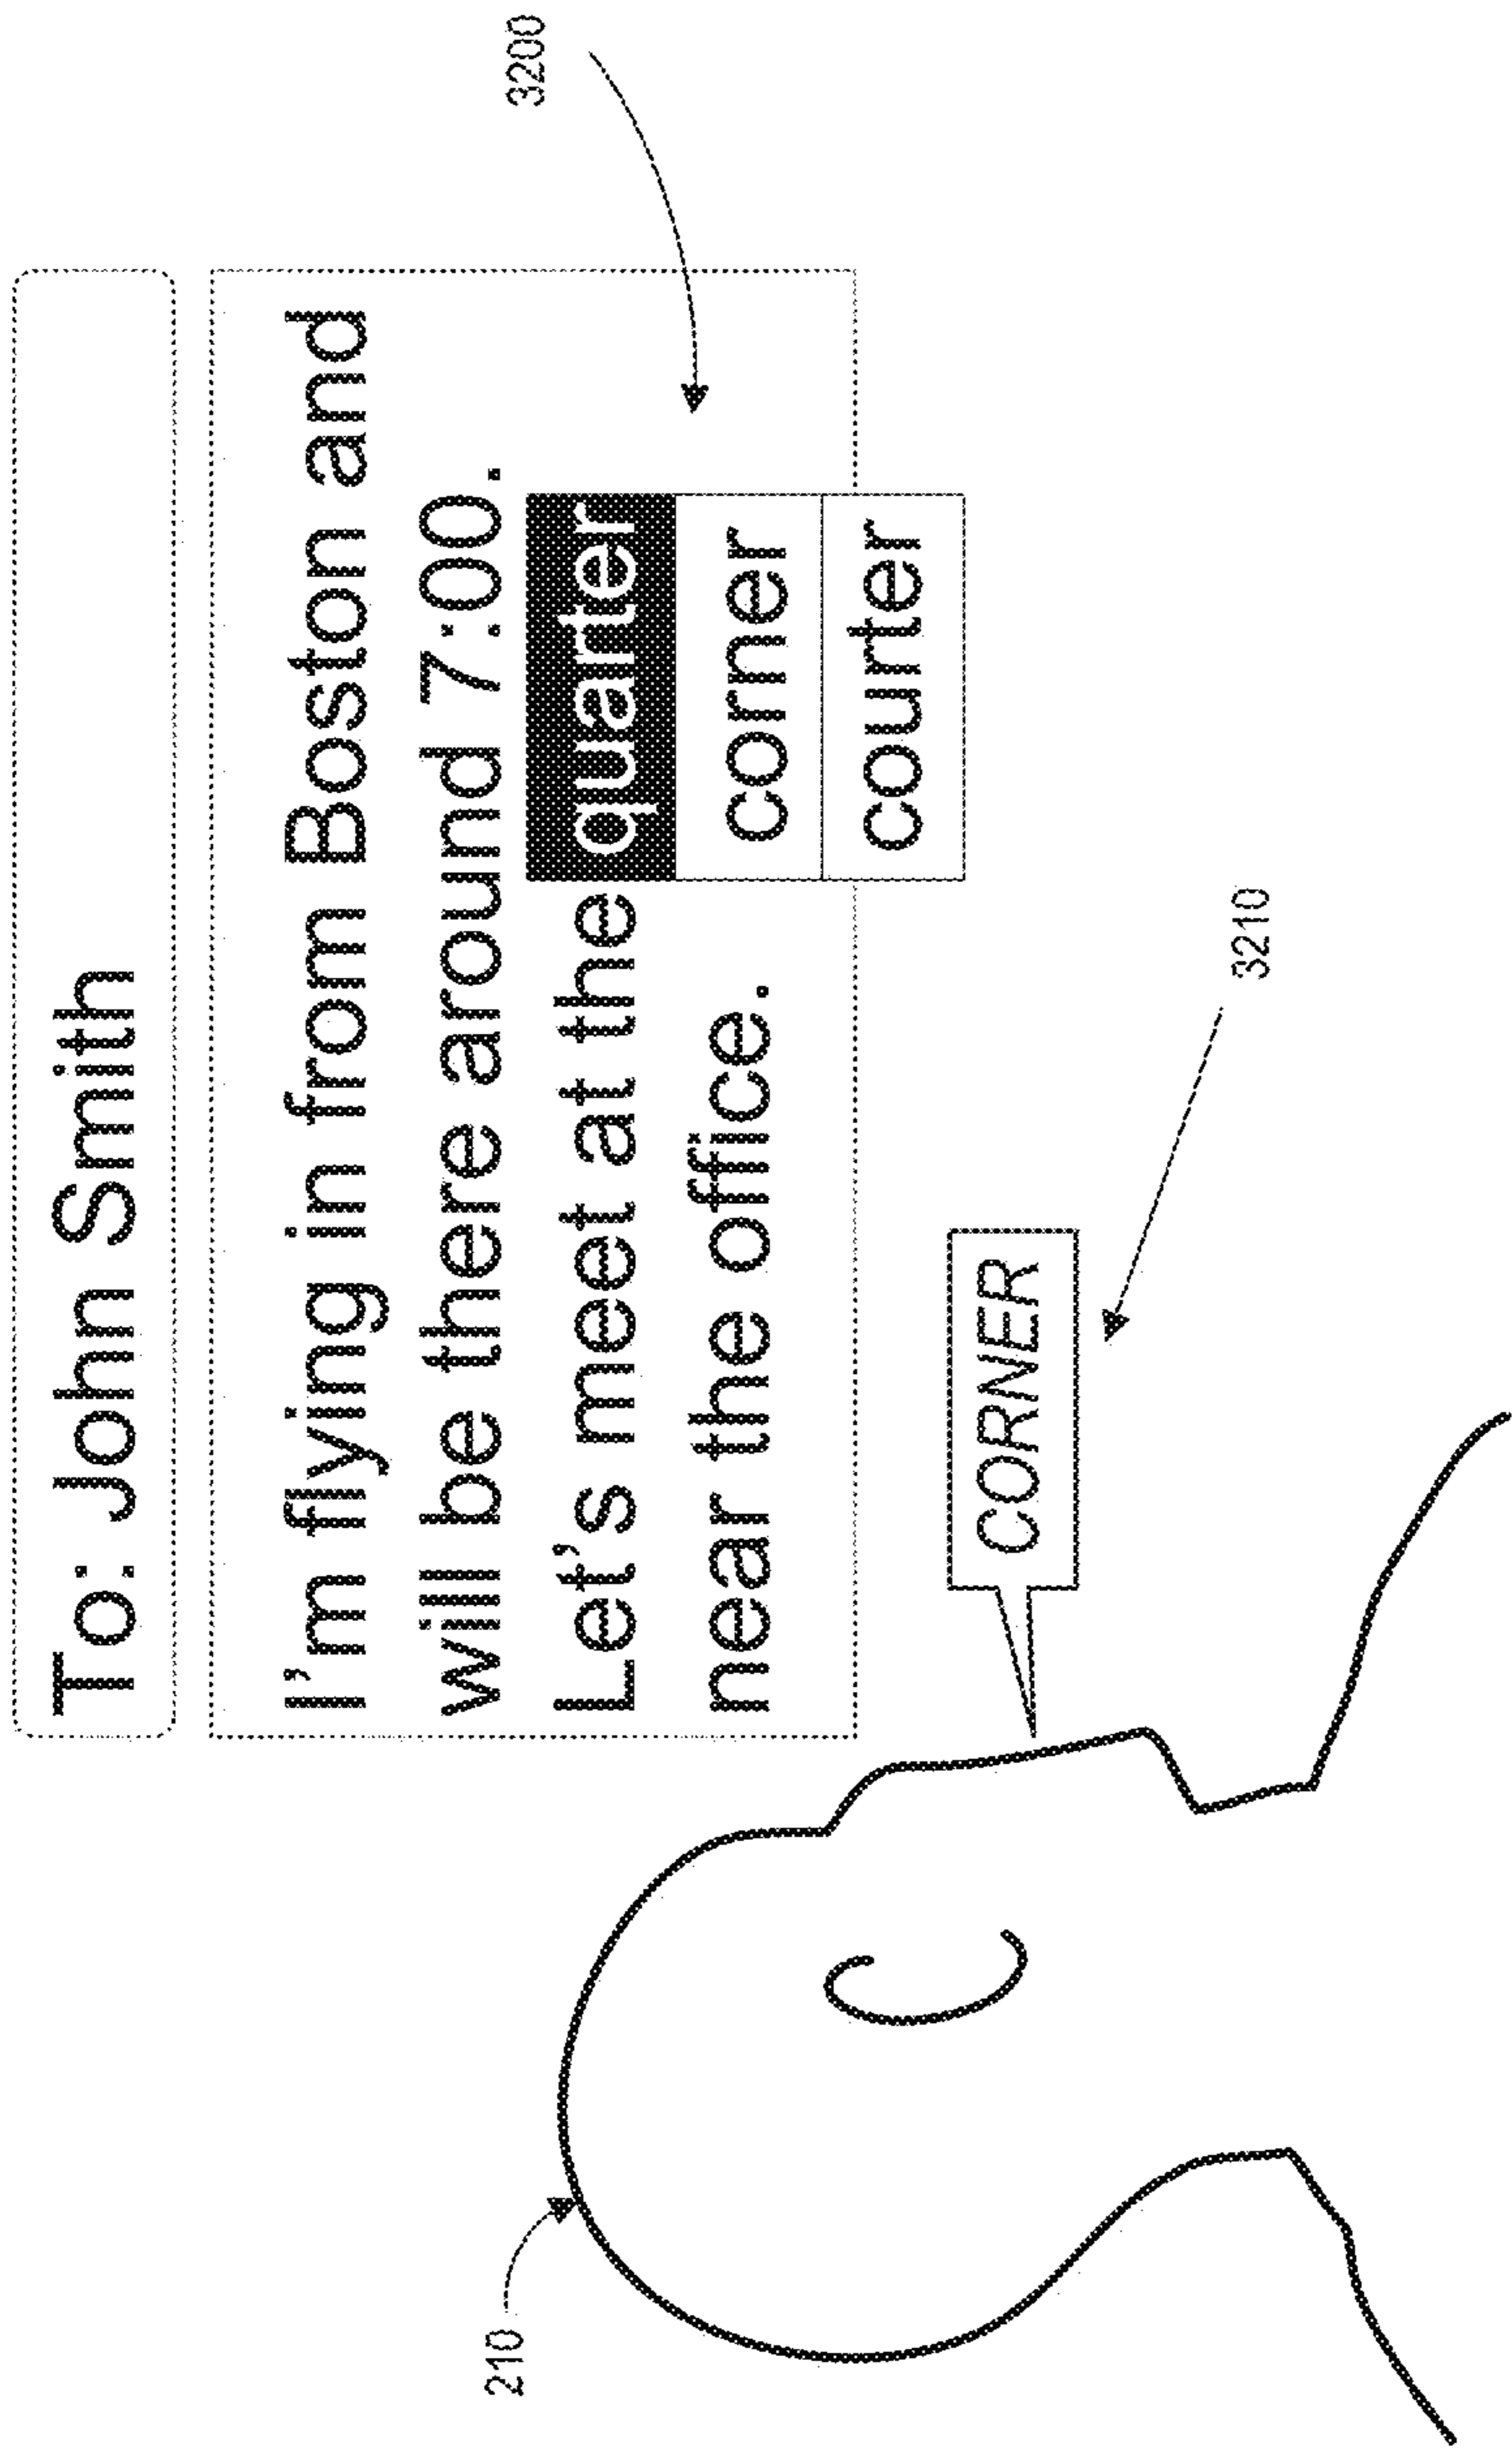 To: John Smith
I'm flying in from Boston and
will be there around 7:00.
Let's meet at the quarter
near the office.
corner
counter
3200
CORNER
3210
210